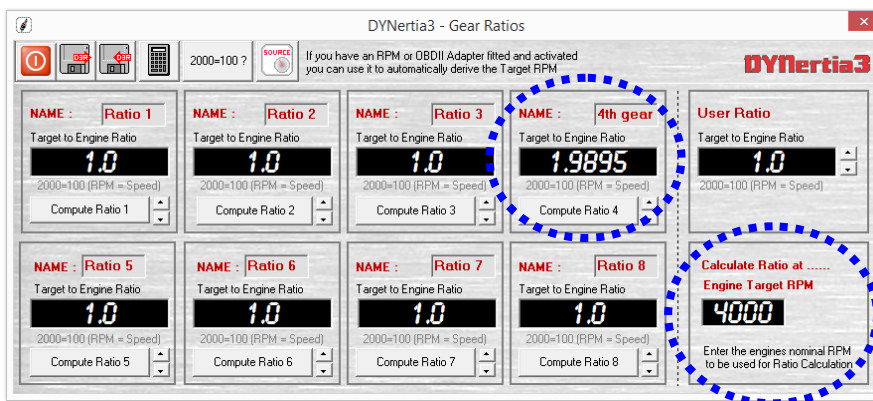 DYNertia3 - Gear Ratios
D3R
D3R
2000=100 ?
SOURCE
If you have an RPM or OBDII Adapter fitted and activated
you can use it to automatically derive the Target RPM
DYNertia3
NAME : Ratio 1
Target to Engine Ratio
1.0
2000=100 (RPM = Speed)
Compute Ratio 1
NAME : Ratio 2
Target to Engine Ratio
1.0
2000=100 (RPM = Speed)
Compute Ratio 2
NAME : Ratio 3
Target to Engine Ratio
1.0
2000=100 (RPM = Speed)
Compute Ratio 3
NAME : 4th gear
Target to Engine Ratio
1.9895
2000=100 (RPM = Speed)
Compute Ratio 4
User Ratio
Target to Engine Ratio
1.0
2000=100 (RPM = Speed)
NAME : Ratio 5
Target to Engine Ratio
1.0
2000=100 (RPM = Speed)
Compute Ratio 5
NAME : Ratio 6
Target to Engine Ratio
1.0
2000=100 (RPM = Speed)
Compute Ratio 6
NAME : Ratio 7
Target to Engine Ratio
1.0
2000=100 (RPM = Speed)
Compute Ratio 7
NAME : Ratio 8
Target to Engine Ratio
1.0
2000=100 (RPM = Speed)
Compute Ratio 8
Calculate Ratio at ......
Engine Target RPM
4000
Enter the engines nominal RPM
to be used for Ratio Calculation